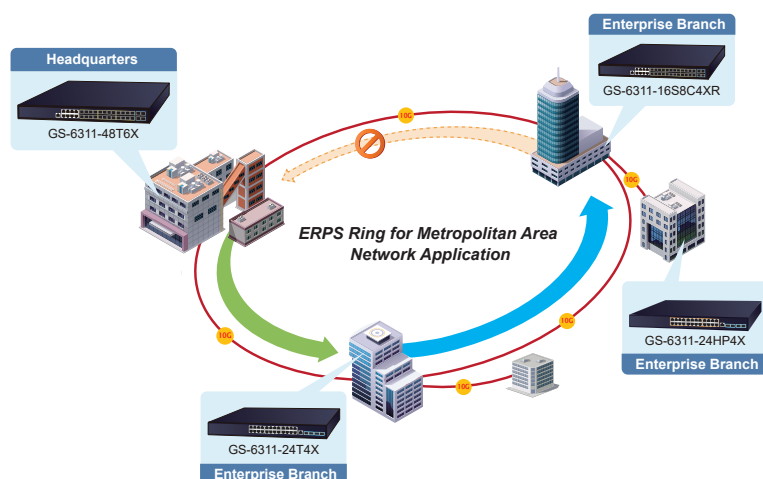 Enterprise Branch
GS-6311-16S8C4XR
Headquarters
GS-6311-48T6X
10G
10G
ERPS Ring for Metropolitan Area
Network Application
10G
10G
GS-6311-24HP4X
Enterprise Branch
10G
GS-6311-24T4X
Enterprise Branch